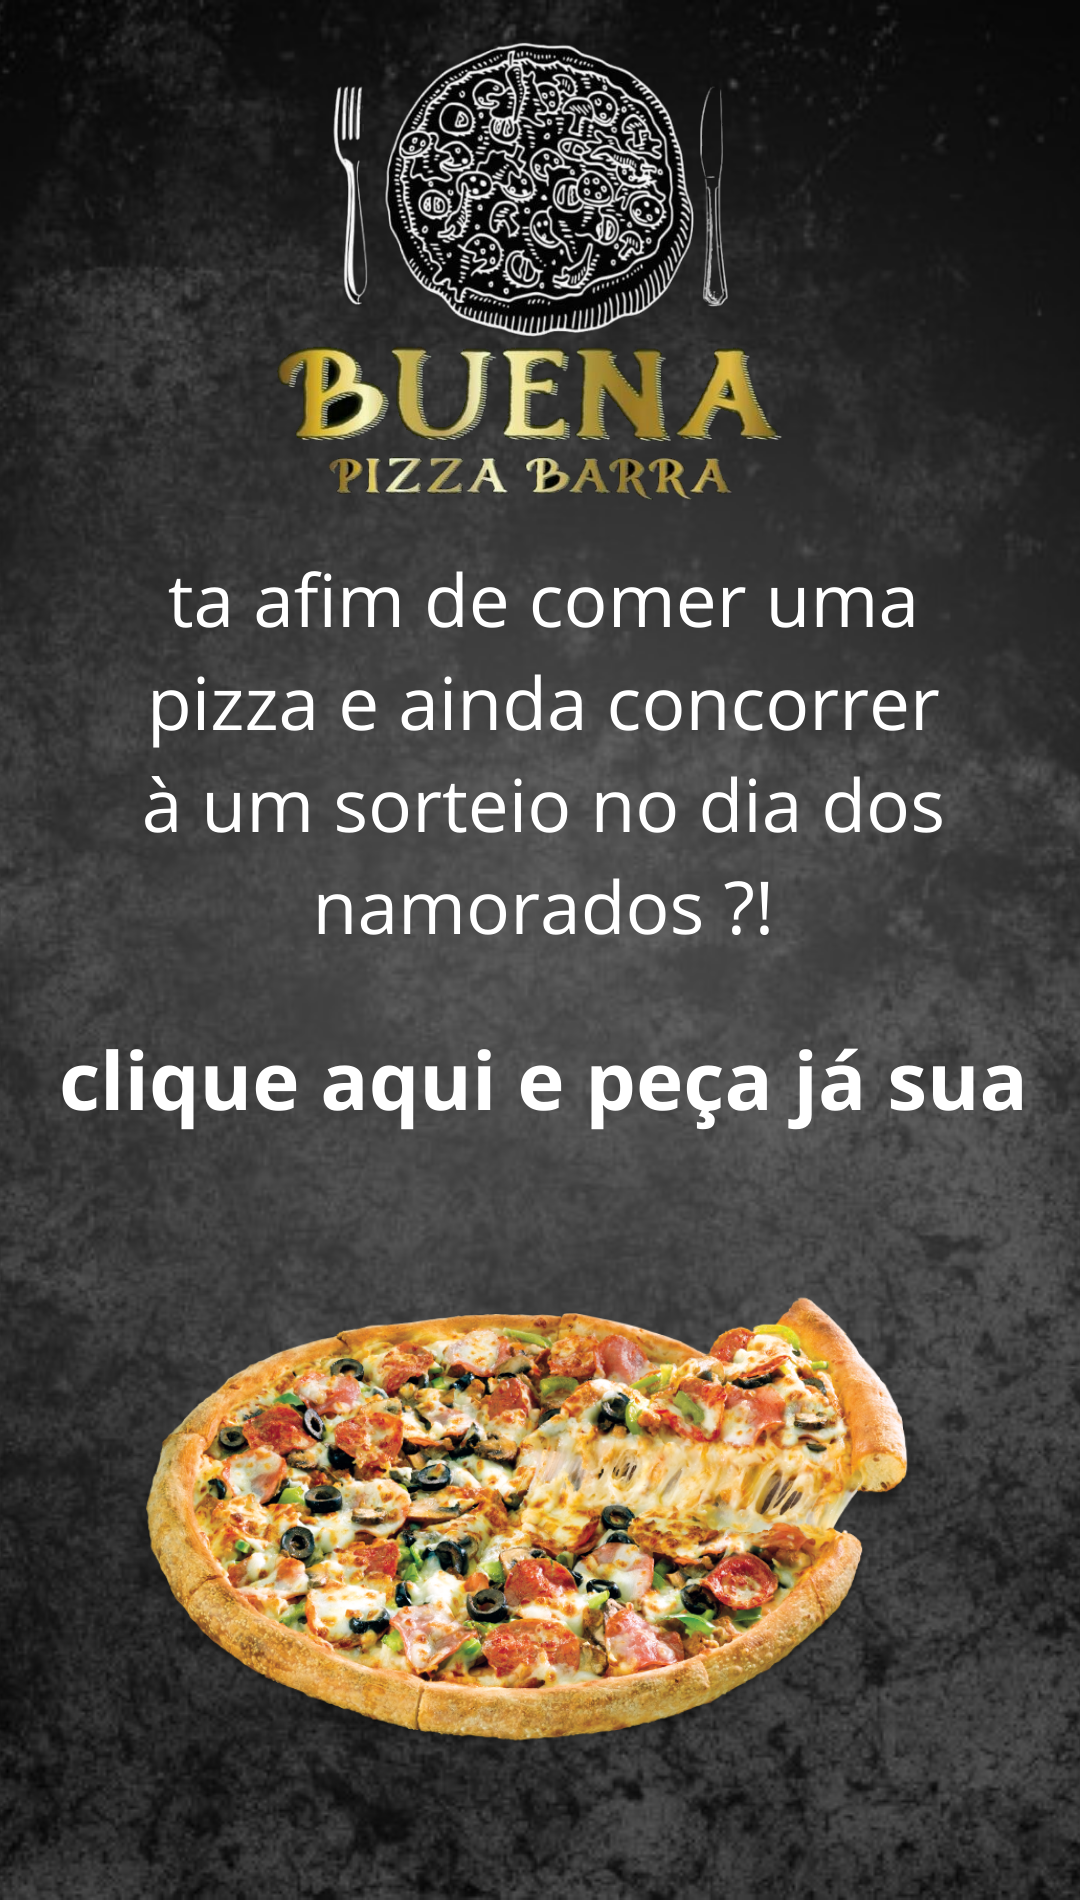 BUENA
PIZZA BARRA
ta afim de comer uma
pizza e ainda concorrer
à um sorteio no dia dos
namorados ?!
clique aqui e peça já sua